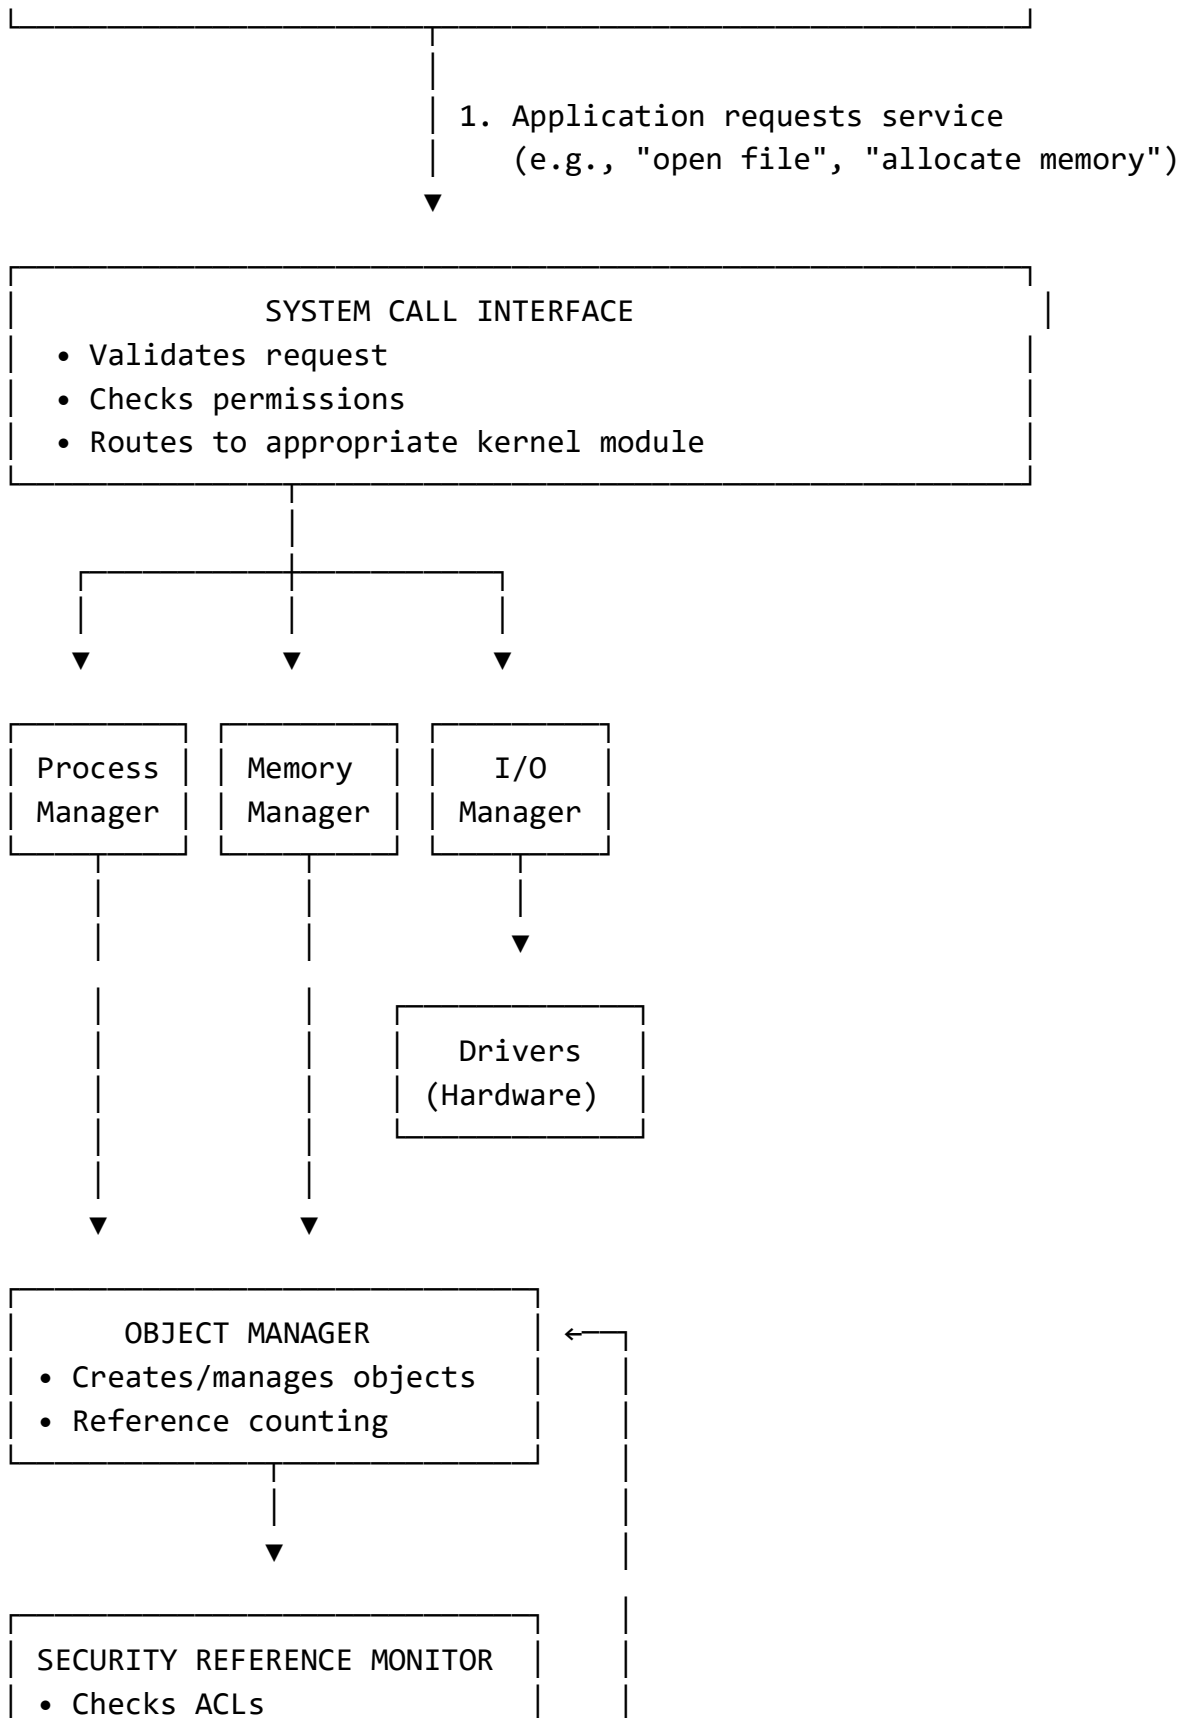 1. Application requests service
(e.g., "open file", "allocate memory")
SYSTEM CALL INTERFACE
• Validates request
• Checks permissions
• Routes to appropriate kernel module
Process Memory I/O
Manager Manager Manager
Drivers
(Hardware)
OBJECT MANAGER
• Creates/manages objects
• Reference counting
SECURITY REFERENCE MONITOR
• Checks ACLs